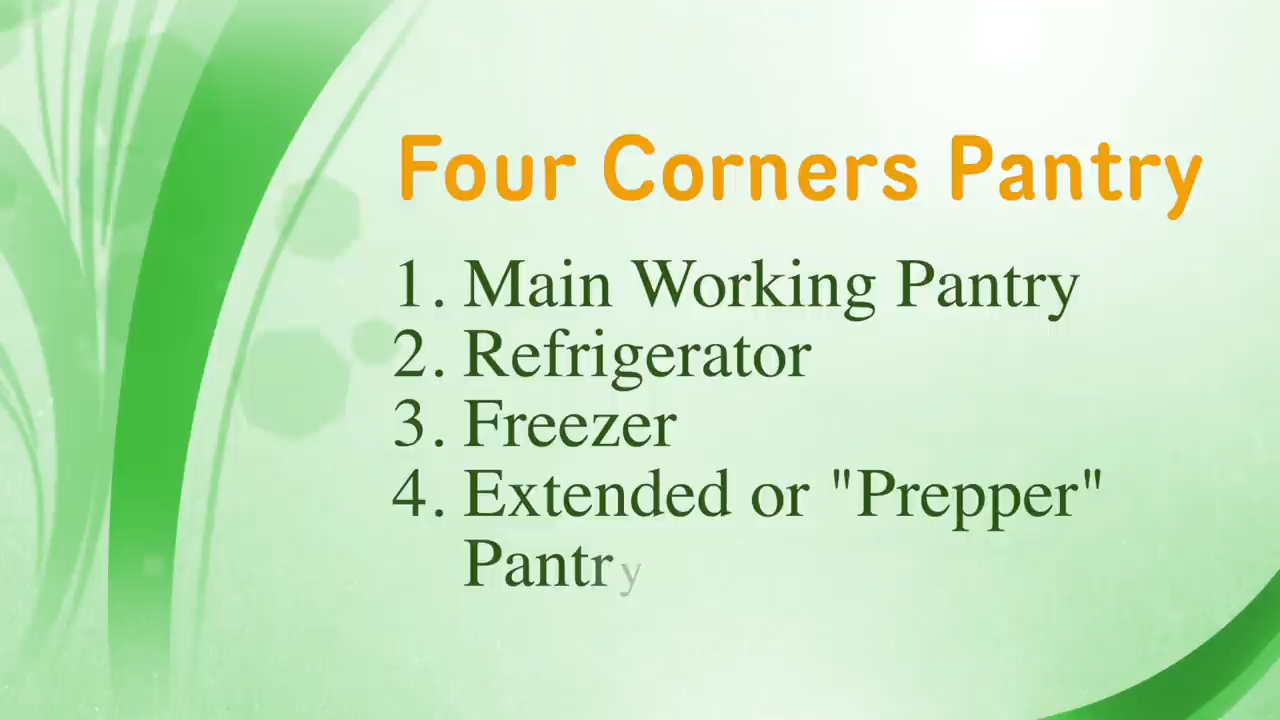 Four Corners Pantry
1. Main Working Pantry
2. Refrigerator
3. Freezer
4. Extended or "Prepper"
Pantry